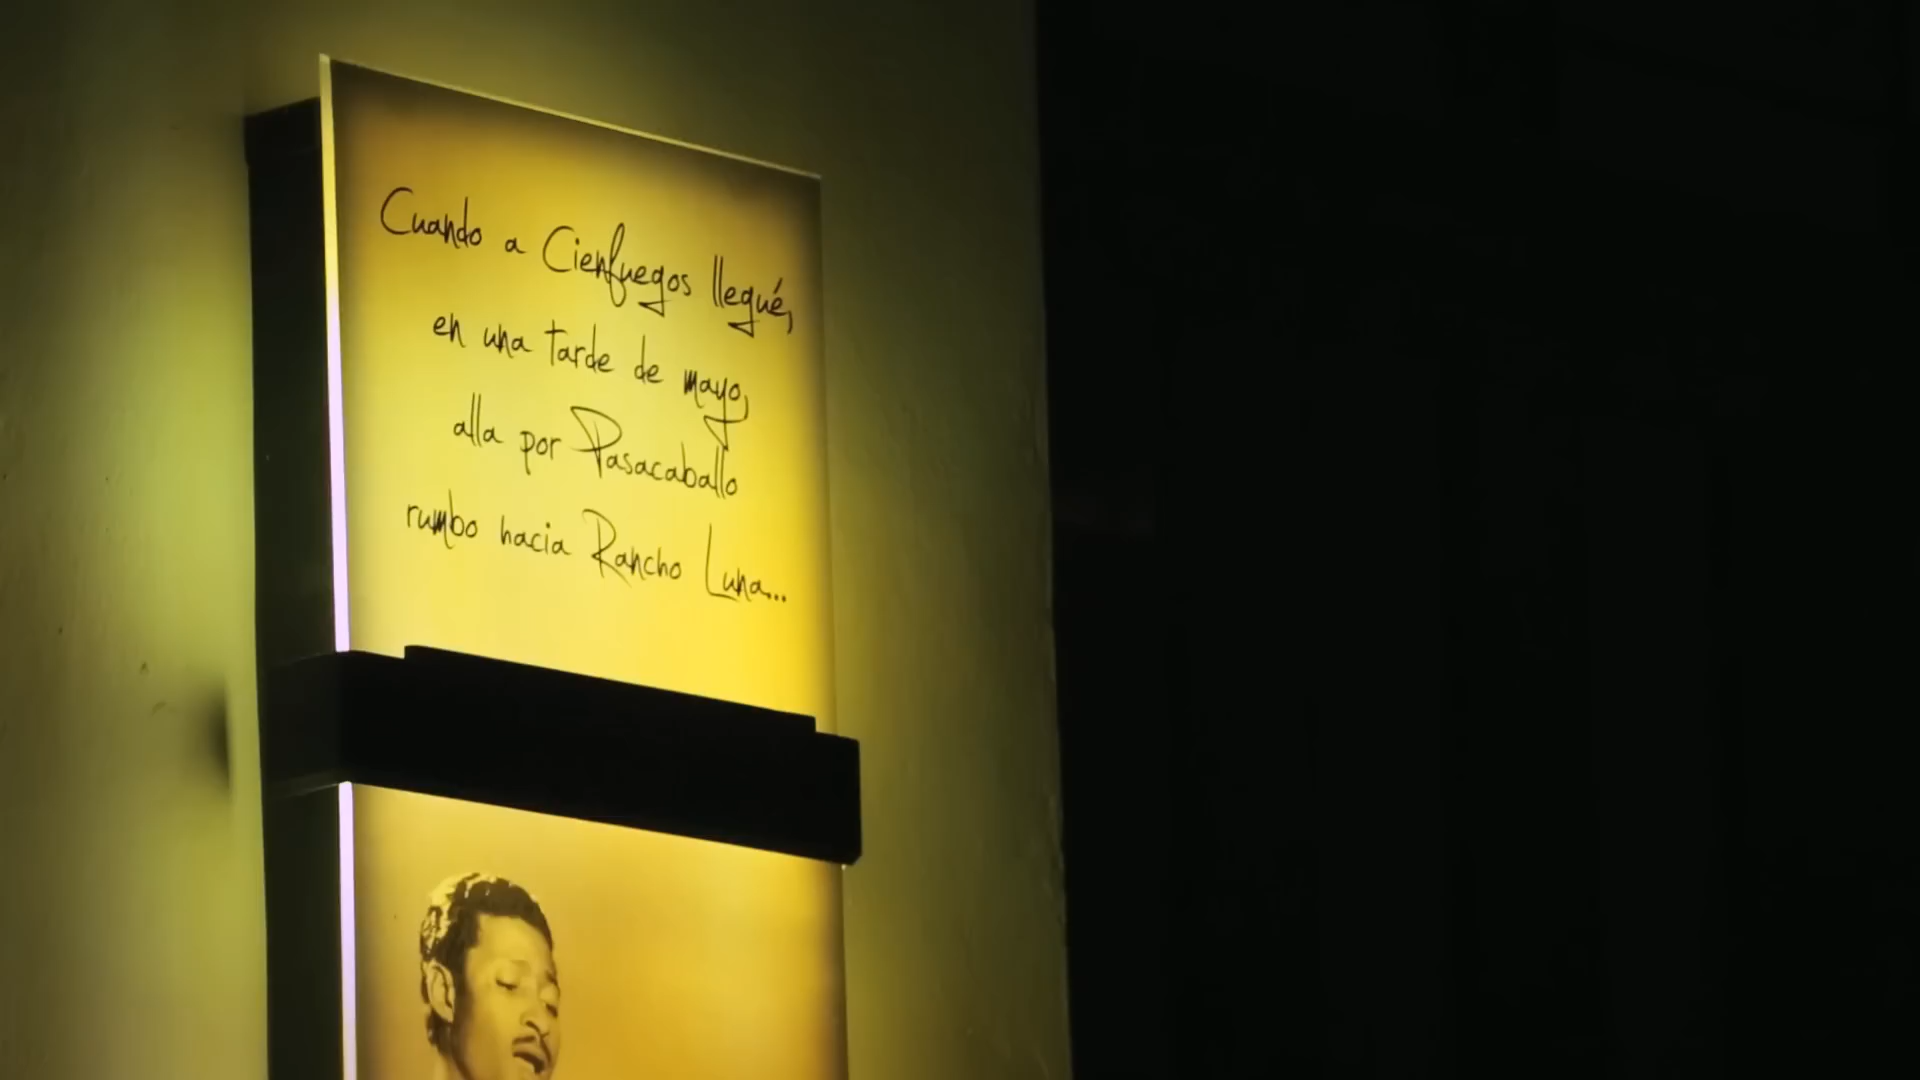 Cuando a Cienfuegos llegué,
en una tarde de mayo,
alla por Pasacaballo
rumbo hacia Rancho Luna...